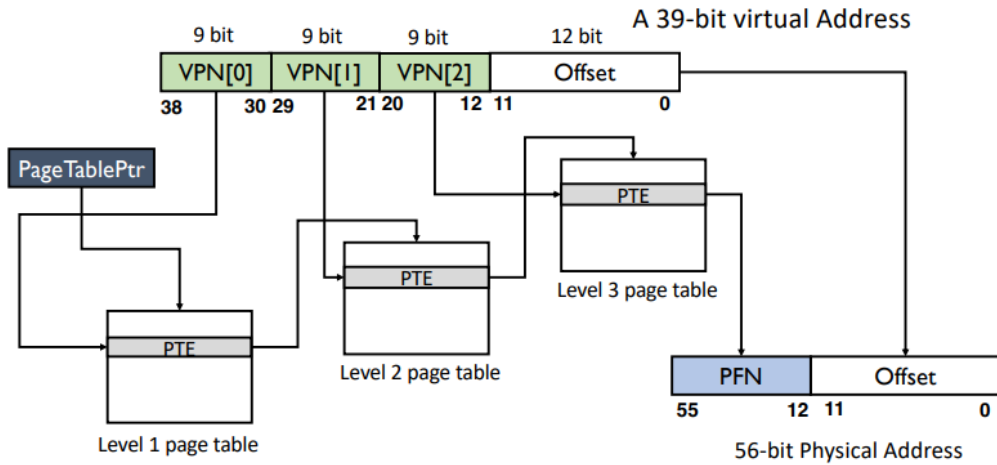 A 39-bit virtual Address
9 bit 9 bit 9 bit 12 bit
VPN[0] VPN[1] VPN[2] Offset
38 30 29 21 20 12 11 0
PageTablePtr
PTE
PTE
Level 3 page table
PTE
Level 2 page table
PFN Offset
55 12 11 0
Level 1 page table
56-bit Physical Address